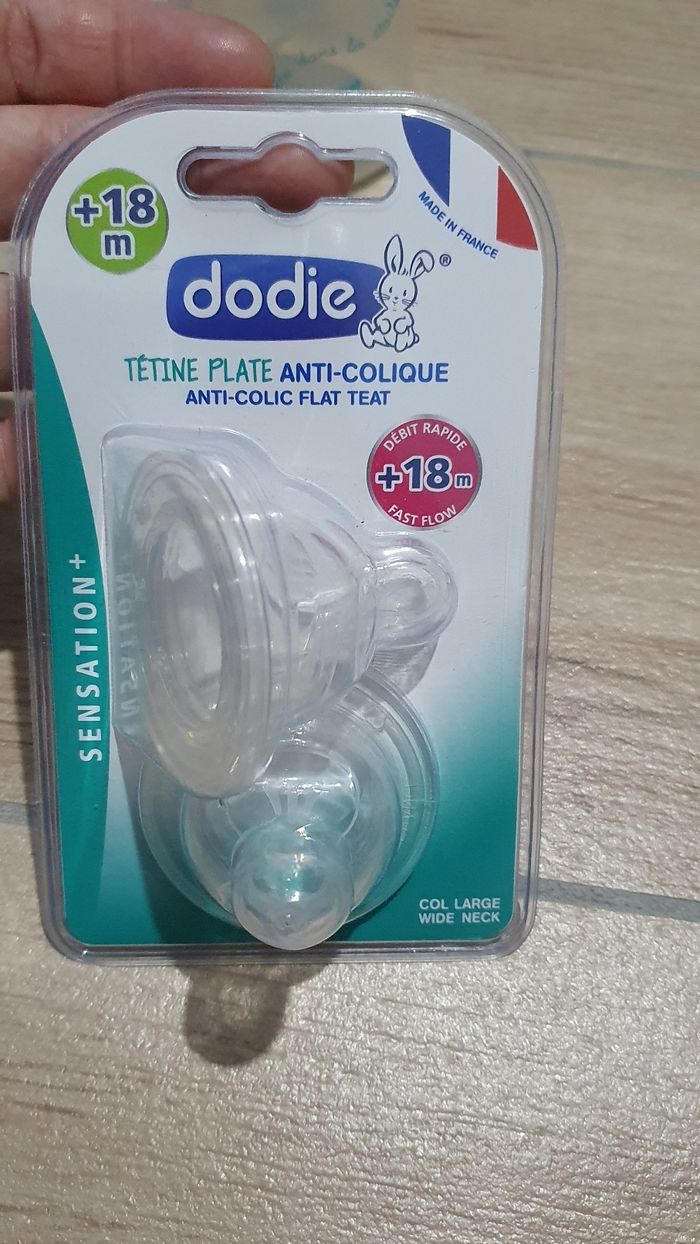 +18
m
MADE IN FRANCE
dodie®
TÉTINE PLATE ANTI-COLIQUE
ANTI-COLIC FLAT TEAT
DÉBIT RAPIDE
+18m
FAST FLOW
SENSATION+
COL LARGE
WIDE NECK